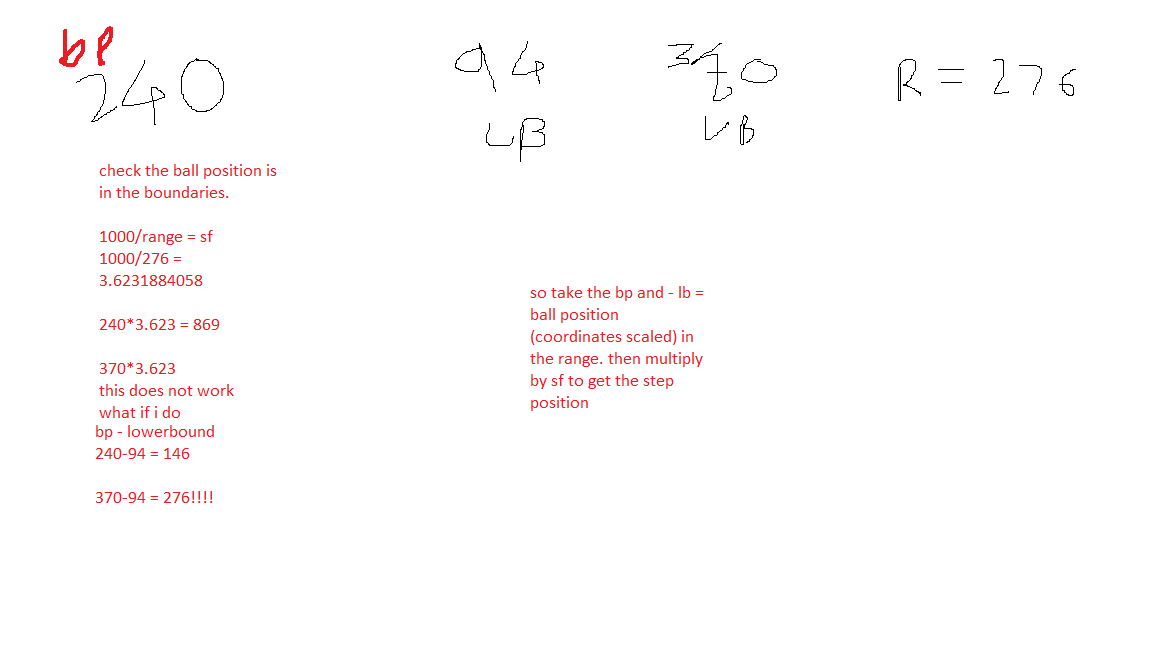 bp
240
94
370
R = 276
LB
UB
check the ball position is
in the boundaries.
1000/range = sf
1000/276 =
3.6231884058
240*3.623 = 869
370*3.623
this does not work
what if i do
bp - lowerbound
240-94 = 146
370-94 = 276!!!!
so take the bp and - lb =
ball position
(coordinates scaled) in
the range. then multiply
by sf to get the step
position